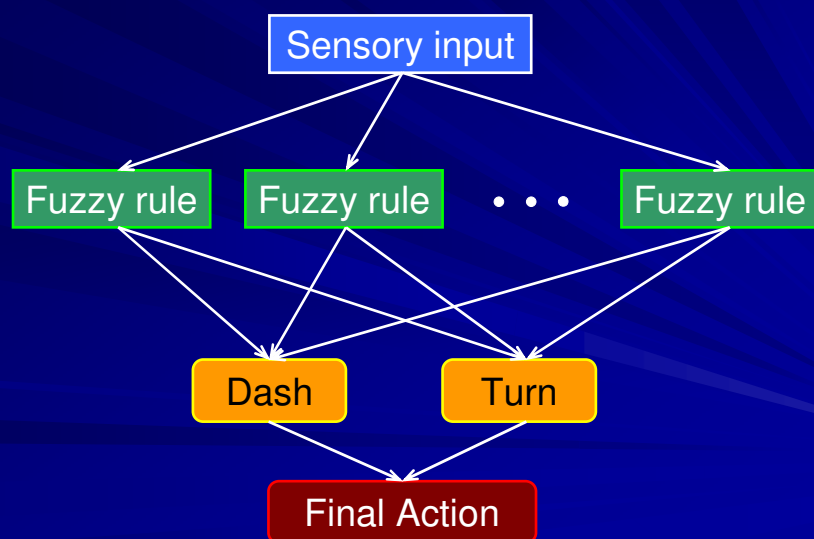 Sensory input
Fuzzy rule Fuzzy rule . . . Fuzzy rule
Dash Turn
Final Action